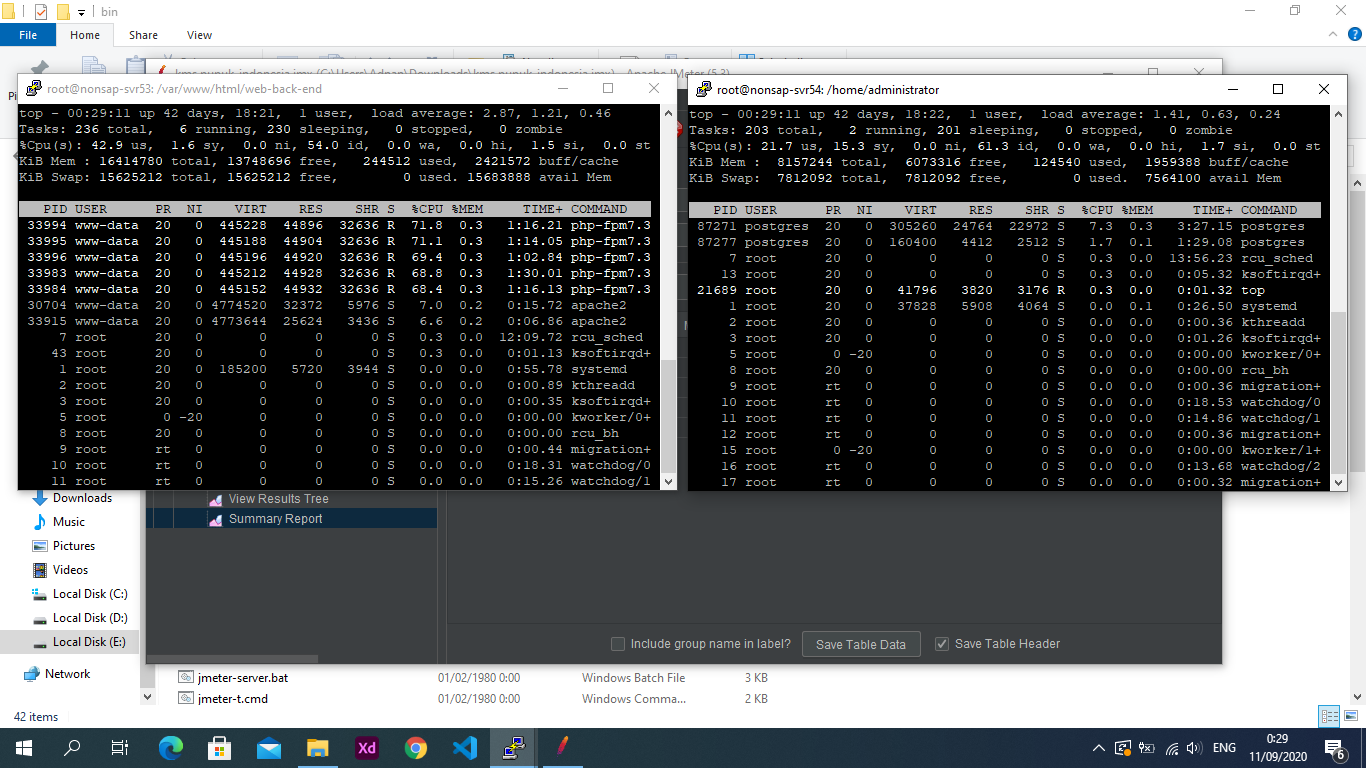 bin
File Home Share View
kms-pupuk-indonesia.jmx (C:\Users\Adnan\Downloads\kms-pupuk-indonesia.jmx) - Apache JMeter (5.3)
root@nonsap-svr53: /var/www/html/web-back-end
top - 00:29:11 up 42 days, 18:21,  1 user,  load average: 2.87, 1.21, 0.46
Tasks: 236 total,   6 running, 230 sleeping,   0 stopped,   0 zombie
%Cpu(s): 42.9 us,  1.6 sy,  0.0 ni, 54.0 id,  0.0 wa,  0.0 hi,  1.5 si,  0.0 st
KiB Mem : 16414780 total, 13748696 free,   244512 used,  2421572 buff/cache
KiB Swap: 15625212 total, 15625212 free,        0 used. 15683888 avail Mem
PID USER PR NI VIRT RES SHR S %CPU %MEM TIME+ COMMAND
33994 www-data 20 0 445228 44896 32636 R 71.8 0.3 1:16.21 php-fpm7.3
33995 www-data 20 0 445188 44904 32636 R 71.1 0.3 1:14.05 php-fpm7.3
33996 www-data 20 0 445196 44920 32636 R 69.4 0.3 1:02.84 php-fpm7.3
33983 www-data 20 0 445212 44928 32636 R 68.8 0.3 1:30.01 php-fpm7.3
33984 www-data 20 0 445152 44932 32636 R 68.4 0.3 1:16.13 php-fpm7.3
30704 www-data 20 0 4774520 32372 5976 S 7.0 0.2 0:15.72 apache2
33915 www-data 20 0 4773644 25624 3436 S 6.6 0.2 0:06.86 apache2
7 root 20 0 0 0 0 S 0.3 0.0 12:09.72 rcu_sched
43 root 20 0 0 0 0 S 0.3 0.0 0:01.13 ksoftirqd+
1 root 20 0 185200 5720 3944 S 0.0 0.0 0:55.78 systemd
2 root 20 0 0 0 0 S 0.0 0.0 0:00.89 kthreadd
3 root 20 0 0 0 0 S 0.0 0.0 0:00.35 ksoftirqd+
5 root 0 -20 0 0 0 S 0.0 0.0 0:00.00 kworker/0+
8 root 20 0 0 0 0 S 0.0 0.0 0:00.00 rcu_bh
9 root rt 0 0 0 0 S 0.0 0.0 0:00.44 migration+
10 root rt 0 0 0 0 S 0.0 0.0 0:18.31 watchdog/0
11 root rt 0 0 0 0 S 0.0 0.0 0:15.26 watchdog/1
root@nonsap-svr54: /home/administrator
top - 00:29:11 up 42 days, 18:22,  1 user,  load average: 1.41, 0.63, 0.24
Tasks: 203 total,   2 running, 201 sleeping,   0 stopped,   0 zombie
%Cpu(s): 21.7 us, 15.3 sy,  0.0 ni, 61.3 id,  0.0 wa,  0.0 hi,  1.7 si,  0.0 st
KiB Mem :  8157244 total,  6073316 free,   124540 used,  1959388 buff/cache
KiB Swap:  7812092 total,  7812092 free,        0 used.  7564100 avail Mem
PID USER PR NI VIRT RES SHR S %CPU %MEM TIME+ COMMAND
87271 postgres 20 0 305260 24764 22972 S 7.3 0.3 3:27.15 postgres
87277 postgres 20 0 160400 4412 2512 S 1.7 0.1 1:29.08 postgres
7 root 20 0 0 0 0 S 0.3 0.0 13:56.23 rcu_sched
13 root 20 0 0 0 0 S 0.3 0.0 0:05.32 ksoftirqd+
21689 root 20 0 41796 3820 3176 R 0.3 0.0 0:01.32 top
1 root 20 0 37828 5908 4064 S 0.0 0.1 0:26.50 systemd
2 root 20 0 0 0 0 S 0.0 0.0 0:00.36 kthreadd
3 root 20 0 0 0 0 S 0.0 0.0 0:01.26 ksoftirqd+
5 root 0 -20 0 0 0 S 0.0 0.0 0:00.00 kworker/0+
8 root 20 0 0 0 0 S 0.0 0.0 0:00.00 rcu_bh
9 root rt 0 0 0 0 S 0.0 0.0 0:00.36 migration+
10 root rt 0 0 0 0 S 0.0 0.0 0:18.53 watchdog/0
11 root rt 0 0 0 0 S 0.0 0.0 0:14.86 watchdog/1
12 root rt 0 0 0 0 S 0.0 0.0 0:00.36 migration+
15 root 0 -20 0 0 0 S 0.0 0.0 0:00.00 kworker/1+
16 root rt 0 0 0 0 S 0.0 0.0 0:13.68 watchdog/2
17 root rt 0 0 0 0 S 0.0 0.0 0:00.32 migration+
Downloads
Music
Pictures
Videos
Local Disk (C:)
Local Disk (D:)
Local Disk (E:)
Network
View Results Tree
Summary Report
Include group name in label? Save Table Data Save Table Header
jmeter-server.bat 01/02/1980 0:00 Windows Batch File 3 KB
jmeter-t.cmd 01/02/1980 0:00 Windows Comma... 2 KB
42 items
Xd
ENG
0:29
11/09/2020
6